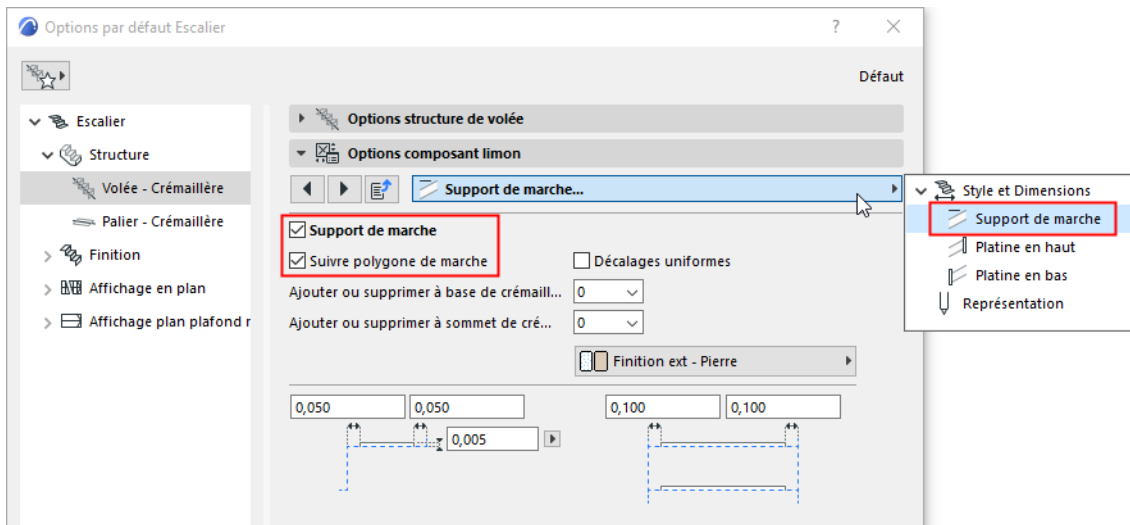 Options par défaut Escalier
?
Défaut
Escalier
Structure
Volée - Crémaillère
Palier - Crémaillère
Finition
Affichage en plan
Affichage plan plafond r
Options structure de volée
Options composant limon
Support de marche...
Style et Dimensions
Support de marche
Platine en haut
Platine en bas
Représentation
Support de marche
Suivre polygone de marche
Décalages uniformes
Ajouter ou supprimer à base de crémaill...
0
Ajouter ou supprimer à sommet de cré...
0
Finition ext - Pierre
0,050
0,050
0,100
0,100
0,005